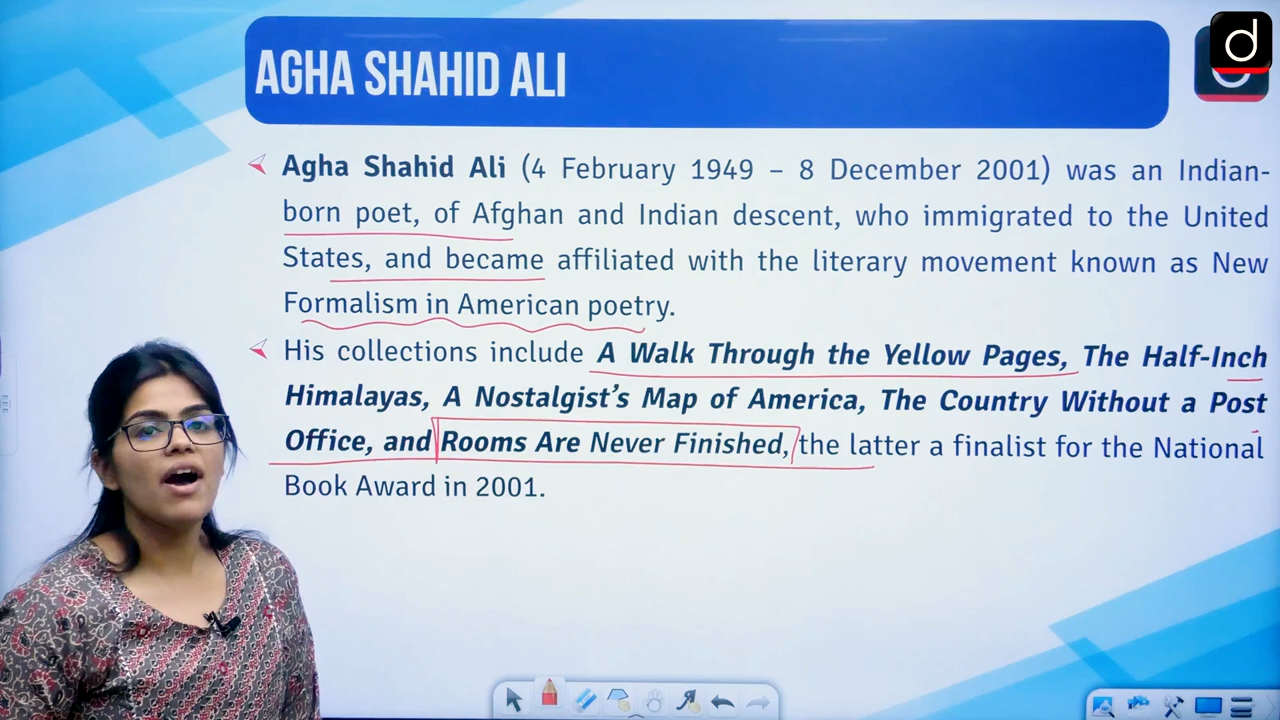 AGHA SHAHID ALI
d
Agha Shahid Ali (4 February 1949 – 8 December 2001) was an Indian-
born poet, of Afghan and Indian descent, who immigrated to the United
States, and became affiliated with the literary movement known as New
Formalism in American poetry.
His collections include A Walk Through the Yellow Pages, The Half-Inch
Himalayas, A Nostalgist's Map of America, The Country Without a Post
Office, and Rooms Are Never Finished, the latter a finalist for the National
Book Award in 2001.